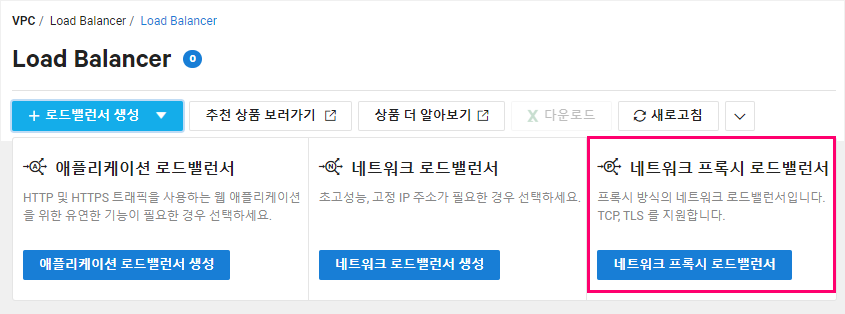 VPC / Load Balancer / Load Balancer
Load Balancer 0
+ 로드밸런서 생성 추천 상품 보러가기 상품 더 알아보기 다운로드 새로고침
애플리케이션 로드밸런서
HTTP 및 HTTPS 트래픽을 사용하는 웹 애플리케이션
을 위한 유연한 기능이 필요한 경우 선택하세요.
애플리케이션 로드밸런서 생성
네트워크 로드밸런서
초고성능, 고정 IP 주소가 필요한 경우 선택하세요.
네트워크 로드밸런서 생성
네트워크 프록시 로드밸런서
프록시 방식의 네트워크 로드밸런서입니다.
TCP, TLS 를 지원합니다.
네트워크 프록시 로드밸런서